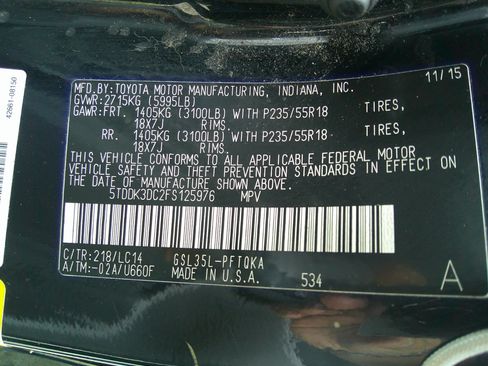 42661-08150
MFD.BY:TOYOTA MOTOR MANUFACTURING, INDIANA, INC. 11/15
GVWR:2715KG (5995LB)
GAWR:FRT. 1405KG (3100LB) WITH P235/55R18 TIRES,
18X7J RIMS.
RR. 1405KG (3100LB) WITH P235/55R18 TIRES,
18X7J RIMS.
THIS VEHICLE CONFORMS TO ALL APPLICABLE FEDERAL MOTOR
VEHICLE SAFETY AND THEFT PREVENTION STANDARDS IN EFFECT ON
THE DATE OF MANUFACTURE SHOWN ABOVE.
5TDDK3DC2FS125976 MPV
C/TR:218/LC14 GSL35L-PFTQKA
A/TM:-02A/U660F MADE IN U.S.A. 534 A